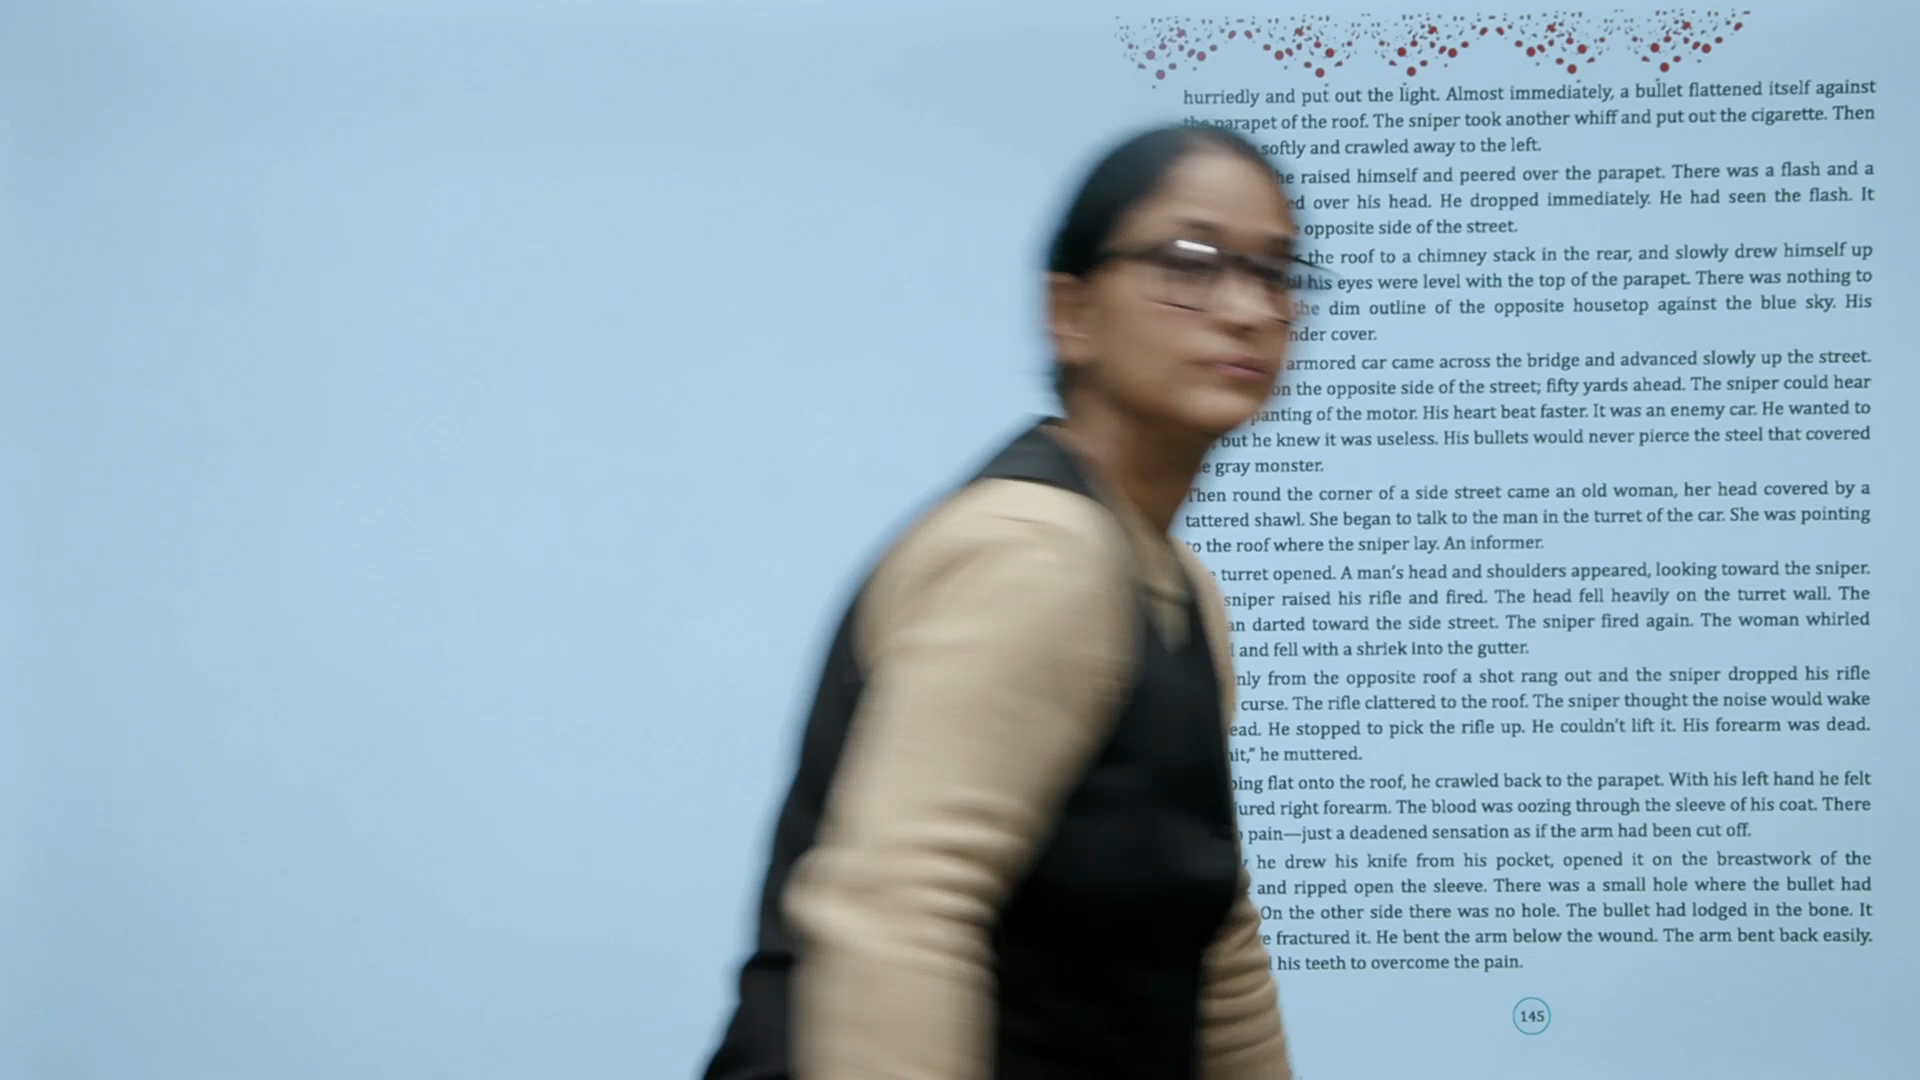 hurriedly and put out the light. Almost immediately, a bullet flattened itself against
the parapet of the roof. The sniper took another whiff and put out the cigarette. Then
softly and crawled away to the left.
he raised himself and peered over the parapet. There was a flash and a
over his head. He dropped immediately. He had seen the flash. It
opposite side of the street.
the roof to a chimney stack in the rear, and slowly drew himself up
his eyes were level with the top of the parapet. There was nothing to
the dim outline of the opposite housetop against the blue sky. His
cover.
armored car came across the bridge and advanced slowly up the street.
on the opposite side of the street; fifty yards ahead. The sniper could hear
panting of the motor. His heart beat faster. It was an enemy car. He wanted to
but he knew it was useless. His bullets would never pierce the steel that covered
gray monster.
Then round the corner of a side street came an old woman, her head covered by a
tattered shawl. She began to talk to the man in the turret of the car. She was pointing
to the roof where the sniper lay. An informer.
turret opened. A man's head and shoulders appeared, looking toward the sniper.
sniper raised his rifle and fired. The head fell heavily on the turret wall. The
darted toward the side street. The sniper fired again. The woman whirled
and fell with a shriek into the gutter.
from the opposite roof a shot rang out and the sniper dropped his rifle
curse. The rifle clattered to the roof. The sniper thought the noise would wake
He stopped to pick the rifle up. He couldn't lift it. His forearm was dead.
he muttered.
flat onto the roof, he crawled back to the parapet. With his left hand he felt
right forearm. The blood was oozing through the sleeve of his coat. There
pain—just a deadened sensation as if the arm had been cut off.
he drew his knife from his pocket, opened it on the breastwork of the
and ripped open the sleeve. There was a small hole where the bullet had
On the other side there was no hole. The bullet had lodged in the bone. It
fractured it. He bent the arm below the wound. The arm bent back easily.
his teeth to overcome the pain.
145